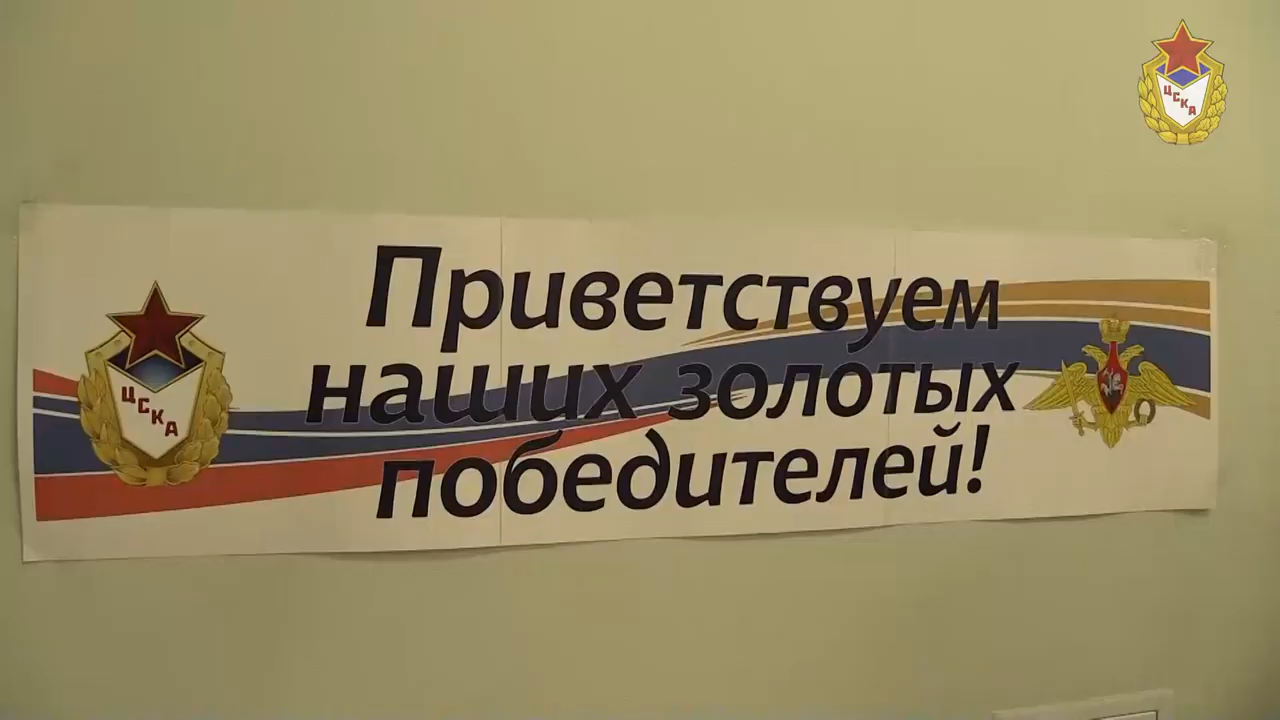 ЦСКА
Приветствуем
наших золотых
победителей!
ЦСКА